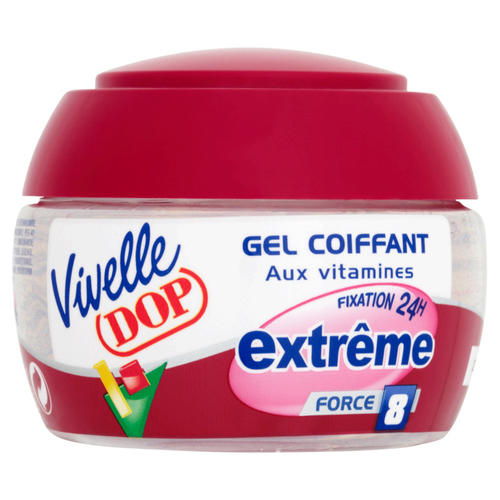 Vivelle
DOP
GEL COIFFANT
Aux vitamines
FIXATION 24H
extrême
FORCE 8